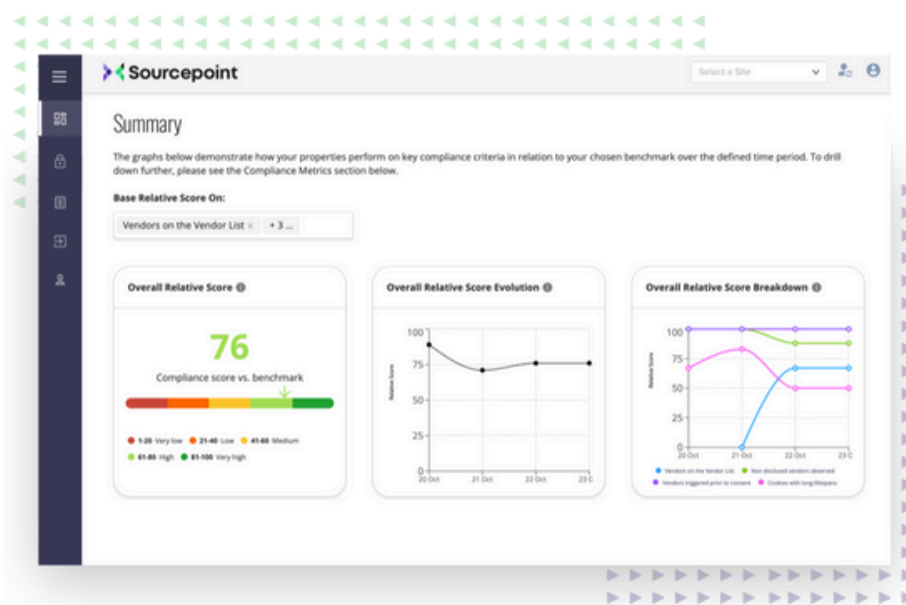 Sourcepoint
Select a Site
Summary
The graphs below demonstrate how your properties perform on key compliance criteria in relation to your chosen benchmark over the defined time period. To drill
down further, please see the Compliance Metrics section below.
Base Relative Score On:
Vendors on the Vendor List × + 3 ...
Overall Relative Score
76
Compliance score vs. benchmark
1-20 Very low 21-40 Low 41-60 Medium
61-80 High 81-100 Very high
Overall Relative Score Evolution
Relative Score
100
75
50
25
0
20 Oct 21 Oct 22 Oct 23 O
Overall Relative Score Breakdown
Relative Score
100
75
50
25
0
20 Oct 21 Oct 22 Oct 23 O
Vendors on the Vendor List Non disclosed vendors observed
Vendors triggered prior to consent Cookies with long lifespans